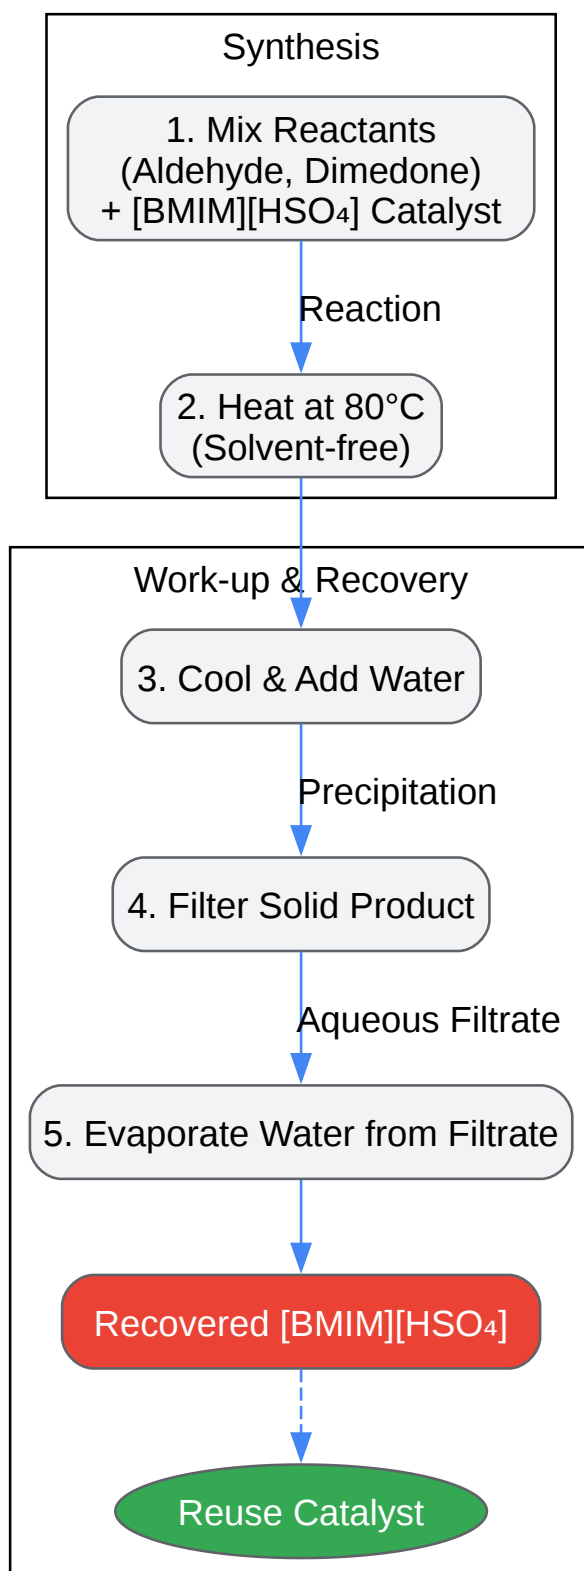 Synthesis
1. Mix Reactants
(Aldehyde, Dimedone)
+ [BMIM][HSO₄] Catalyst
Reaction
2. Heat at 80°C
(Solvent-free)
Work-up & Recovery
3. Cool & Add Water
Precipitation
4. Filter Solid Product
Aqueous Filtrate
5. Evaporate Water from Filtrate
Recovered [BMIM][HSO₄]
Reuse Catalyst